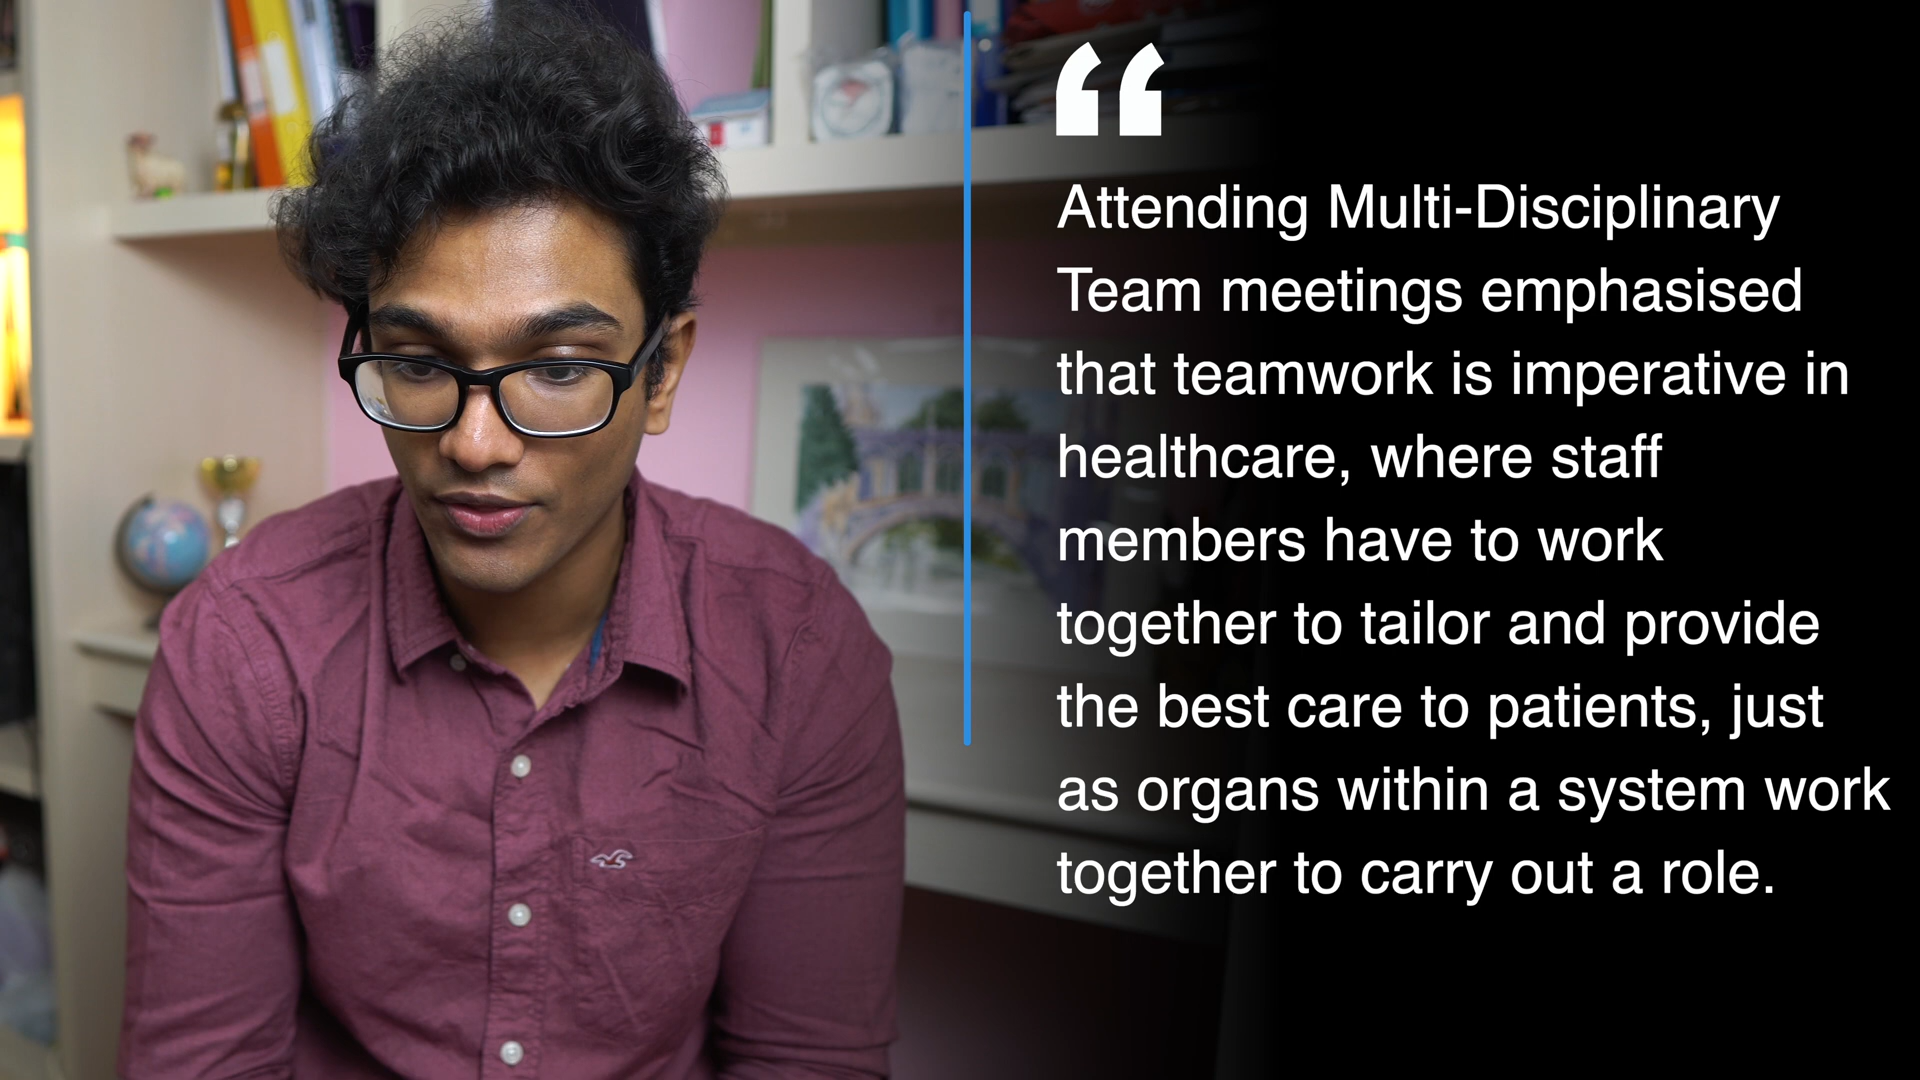 “
Attending Multi-Disciplinary
Team meetings emphasised
that teamwork is imperative in
healthcare, where staff
members have to work
together to tailor and provide
the best care to patients, just
as organs within a system work
together to carry out a role.